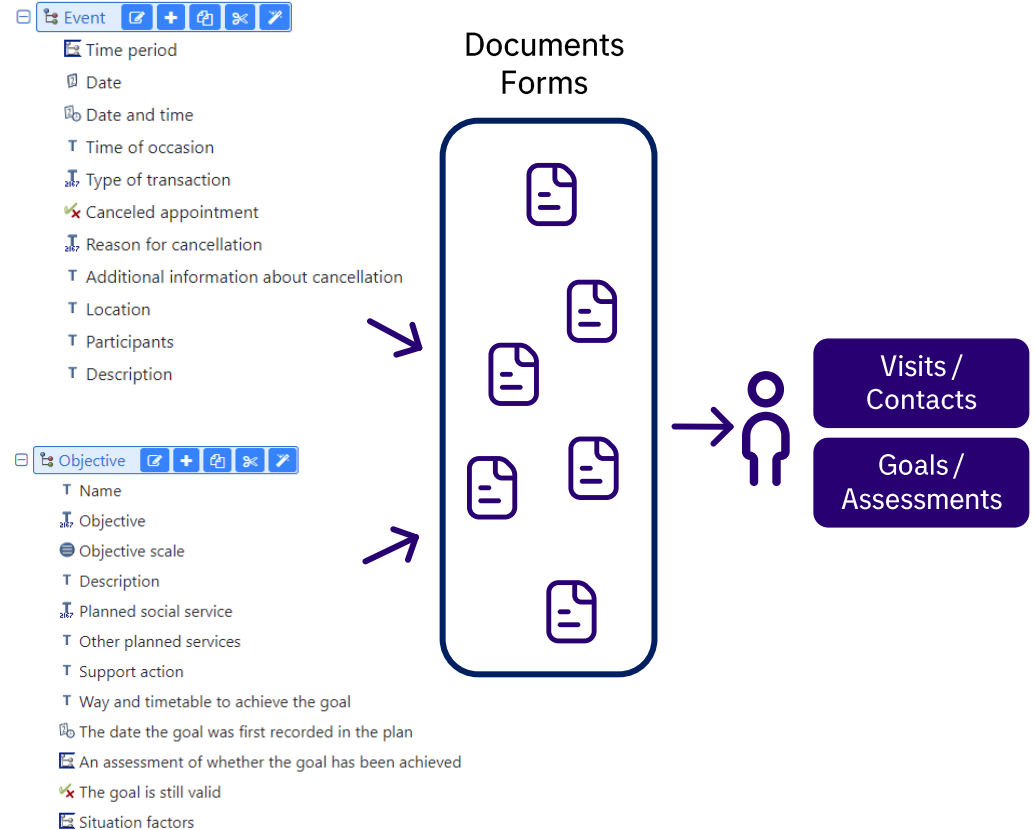 Event
Time period
Date
Date and time
Time of occasion
Type of transaction
Canceled appointment
Reason for cancellation
Additional information about cancellation
Location
Participants
Description
Objective
Name
Objective
Objective scale
Description
Planned social service
Other planned services
Support action
Way and timetable to achieve the goal
The date the goal was first recorded in the plan
An assessment of whether the goal has been achieved
The goal is still valid
Situation factors
Documents
Forms
Visits /
Contacts
Goals /
Assessments